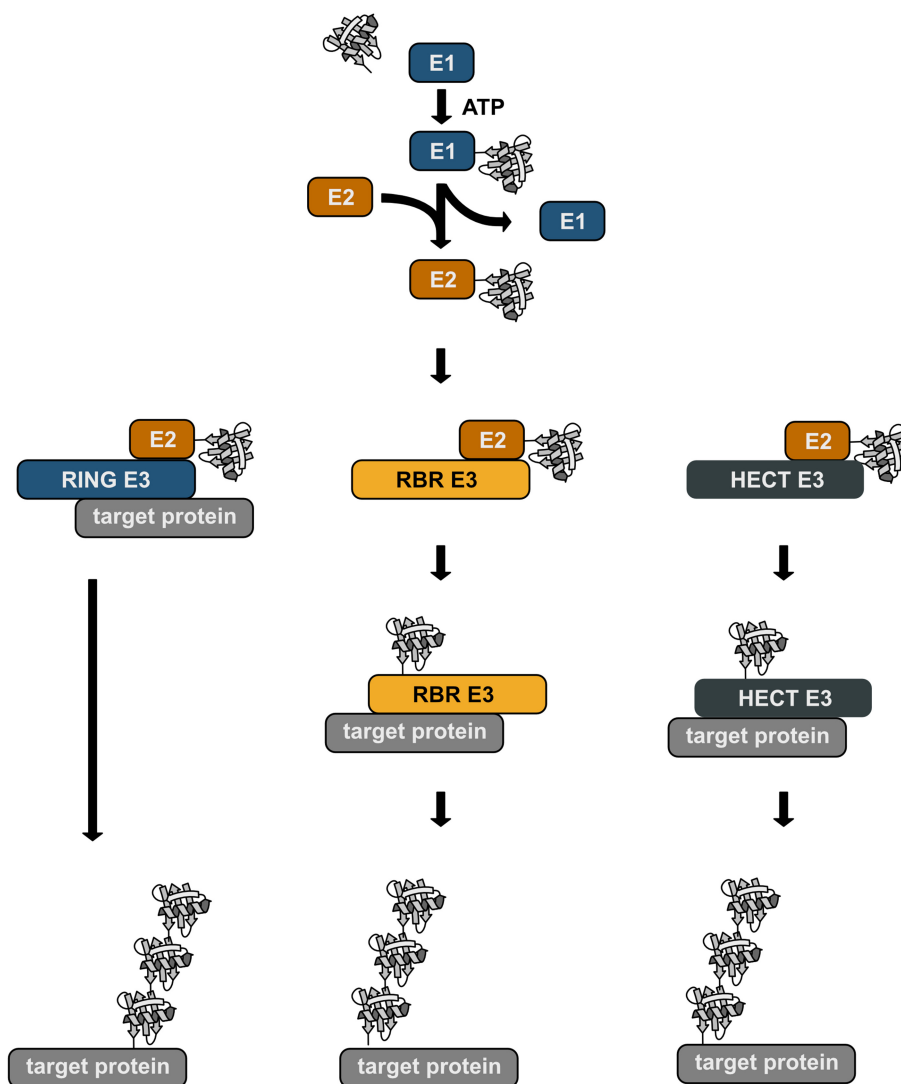 E1
ATP
E1
E2
E1
E2
E2
RING E3
target protein
E2
RBR E3
E2
HECT E3
RBR E3
target protein
HECT E3
target protein
target protein
target protein
target protein